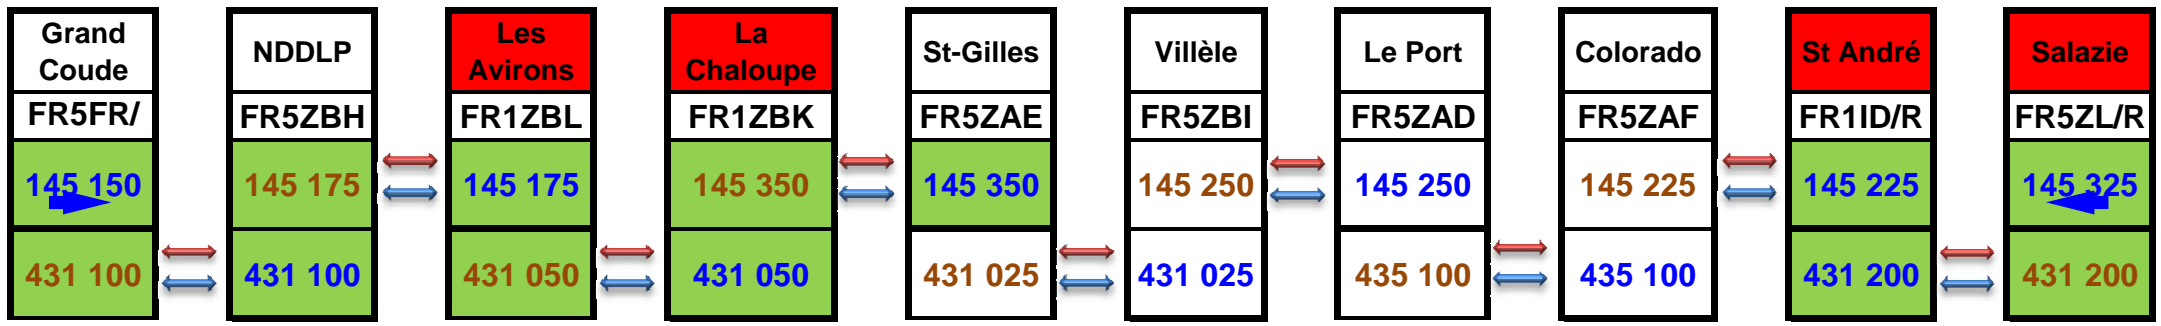 Grand
Coude
FR5FR/
145 150
431 100
NDDLP
FR5ZBH
145 175
431 100
Les
Avirons
FR1ZBL
145 175
431 050
La
Chaloupe
FR1ZBK
145 350
431 050
St-Gilles
FR5ZAE
145 350
431 025
Villèle
FR5ZBI
145 250
431 025
Le Port
FR5ZAD
145 250
435 100
Colorado
FR5ZAF
145 225
435 100
St André
FR1ID/R
145 225
431 200
Salazie
FR5ZL/R
145 325
431 200